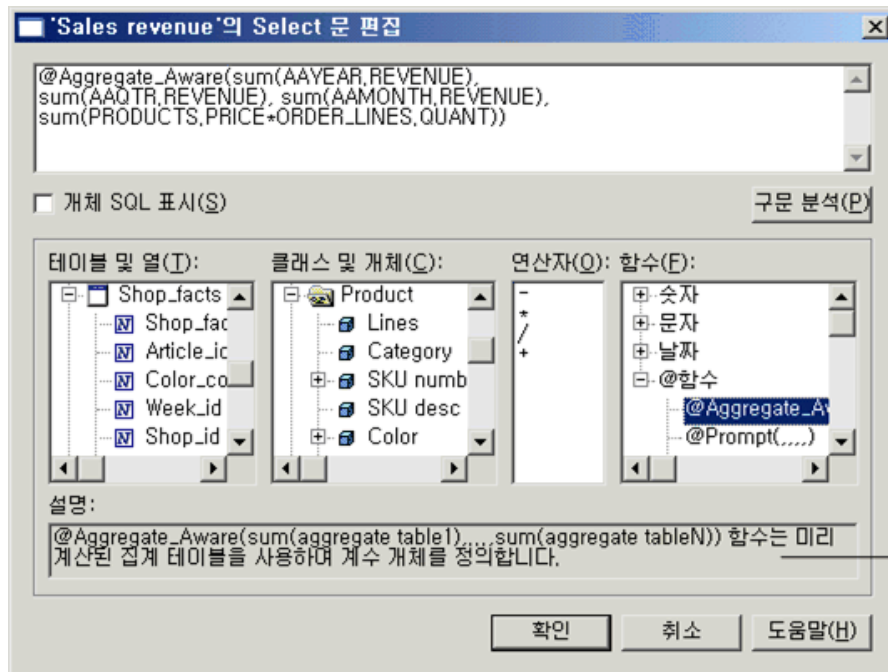 'Sales revenue'의 Select 문 편집
@Aggregate_Aware(sum(AAYEAR,REVENUE),
sum(AAQTR,REVENUE), sum(AAMONTH,REVENUE),
sum(PRODUCTS,PRICE*ORDER_LINES,QUANT))
개체 SQL 표시(S)
구문 분석(P)
테이블 및 열(T):
Shop_facts
Shop_fac
Article_ic
Color_co
Week_id
Shop_id
클래스 및 개체(C):
Product
Lines
Category
SKU numb
SKU desc
Color
연산자(O):
-
*
/
+
함수(F):
숫자
문자
날짜
@함수
@Aggregate_Aw
@Prompt(,,,,)
설명:
@Aggregate_Aware(sum(aggregate table1),...,sum(aggregate tableN)) 함수는 미리
계산된 집계 테이블을 사용하여 계수 개체를 정의합니다.
확인
취소
도움말(H)